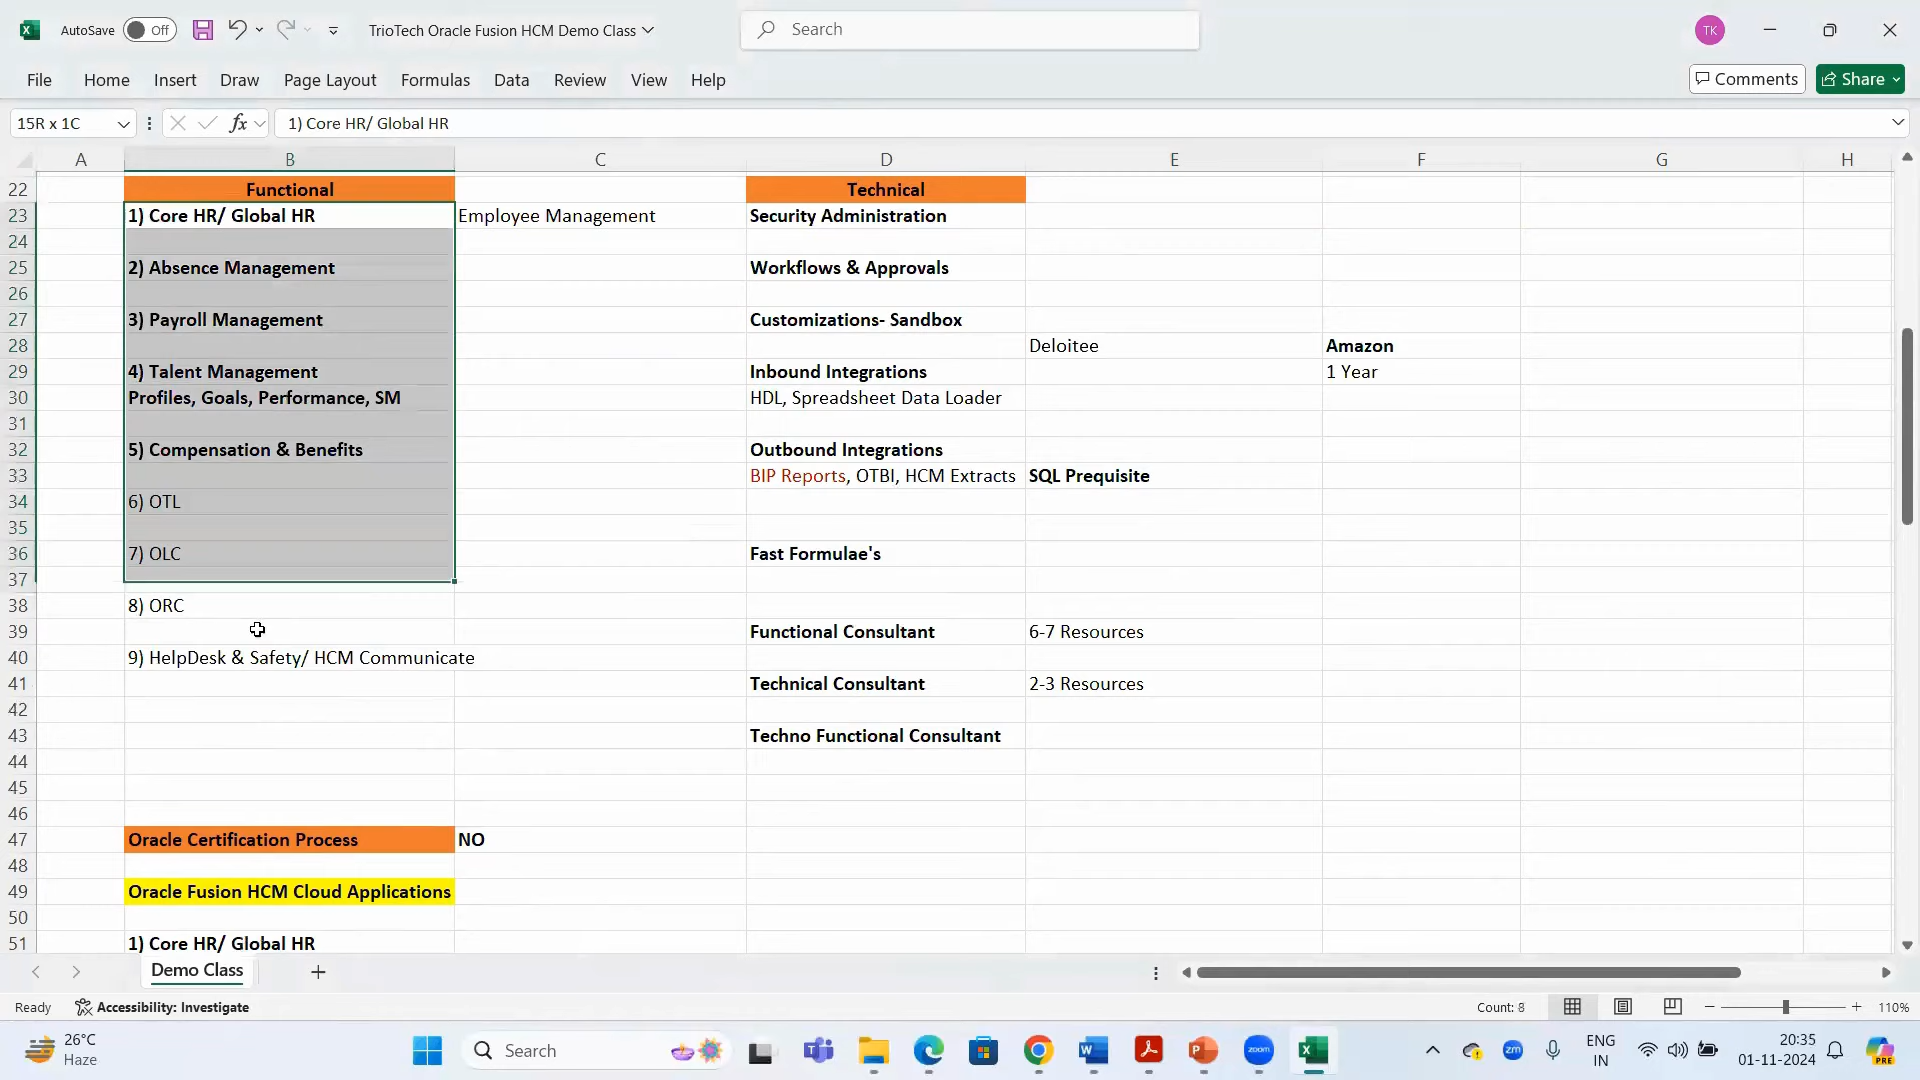 AutoSave Off TrioTech Oracle Fusion HCM Demo Class Search TK
File Home Insert Draw Page Layout Formulas Data Review View Help Comments Share
15R x 1C fx 1) Core HR/ Global HR
A B C D E F G H
22 Functional Technical
23 1) Core HR/ Global HR Employee Management Security Administration
24
25 2) Absence Management Workflows & Approvals
26
27 3) Payroll Management Customizations- Sandbox
28 Deloitee Amazon
29 4) Talent Management Inbound Integrations 1 Year
30 Profiles, Goals, Performance, SM HDL, Spreadsheet Data Loader
31
32 5) Compensation & Benefits Outbound Integrations
33 BIP Reports, OTBI, HCM Extracts SQL Prequisite
34 6) OTL
35
36 7) OLC Fast Formulae's
37
38 8) ORC
39 Functional Consultant 6-7 Resources
40 9) HelpDesk & Safety/ HCM Communicate
41 Technical Consultant 2-3 Resources
42
43 Techno Functional Consultant
44
45
46
47 Oracle Certification Process NO
48
49 Oracle Fusion HCM Cloud Applications
50
51 1) Core HR/ Global HR
Demo Class
Ready Accessibility: Investigate Count: 8 110%
26°C
Haze
Search
zoom
zm
ENG
IN
20:35
01-11-2024
PRE